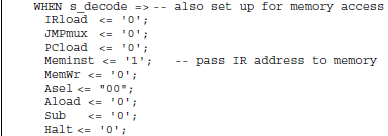 WHEN s_decode => -- also set up for memory access
IRload <= '0';
JMPmux <= '0';
PCload <= '0';
Meminst <= '1'; -- pass IR address to memory
MemWr <= '0';
Asel <= "00";
Aload <= '0';
Sub <= '0';
Halt <= '0';